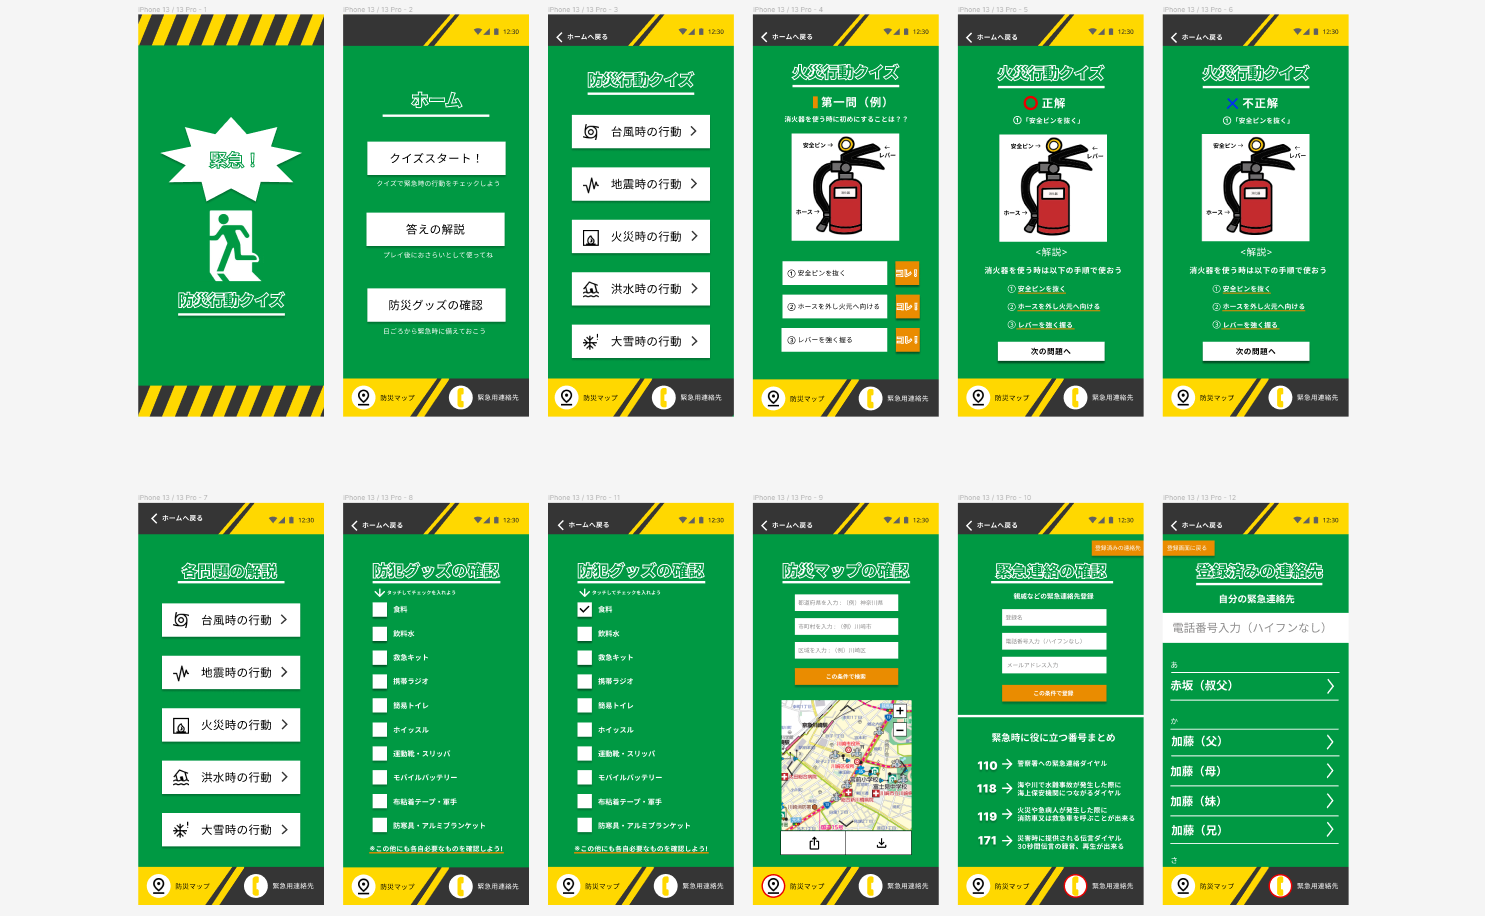 iPhone 13 / 13 Pro - 1
緊急！
防災行動クイズ
iPhone 13 / 13 Pro - 2
12:30
ホーム
クイズスタート！
クイズで緊急時の行動をチェックしよう
答えの解説
プレイ後におさらいとして使ってね
防災グッズの確認
日ごろから緊急時に備えておこう
防災マップ
緊急用連絡先
iPhone 13 / 13 Pro - 3
ホームへ戻る
12:30
防災行動クイズ
台風時の行動
地震時の行動
火災時の行動
洪水時の行動
大雪時の行動
防災マップ
緊急用連絡先
iPhone 13 / 13 Pro - 4
ホームへ戻る
12:30
火災行動クイズ
第一問（例）
消火器を使う時に初めにすることは？？
安全ピン→
←
レバー
ホース→
①安全ピンを抜く
コレ！
②ホースを外し火元へ向ける
コレ！
③レバーを強く握る
コレ！
防災マップ
緊急用連絡先
iPhone 13 / 13 Pro - 5
ホームへ戻る
12:30
火災行動クイズ
正解
①「安全ピンを抜く」
安全ピン→
←
レバー
ホース→
<解説>
消火器を使う時は以下の手順で使おう
①安全ピンを抜く
②ホースを外し火元へ向ける
③レバーを強く握る
次の問題へ
防災マップ
緊急用連絡先
iPhone 13 / 13 Pro - 6
ホームへ戻る
12:30
火災行動クイズ
不正解
①「安全ピンを抜く」
安全ピン→
←
レバー
ホース→
<解説>
消火器を使う時は以下の手順で使おう
①安全ピンを抜く
②ホースを外し火元へ向ける
③レバーを強く握る
次の問題へ
防災マップ
緊急用連絡先
iPhone 13 / 13 Pro - 7
ホームへ戻る
12:30
各問題の解説
台風時の行動
地震時の行動
火災時の行動
洪水時の行動
大雪時の行動
防災マップ
緊急用連絡先
iPhone 13 / 13 Pro - 8
ホームへ戻る
12:30
防犯グッズの確認
タッチしてチェックを入れよう
食料
飲料水
救急キット
携帯ラジオ
簡易トイレ
ホイッスル
運動靴・スリッパ
モバイルバッテリー
布粘着テープ・軍手
防寒具・アルミブランケット
※この他にも各自必要なものを確認しよう！
防災マップ
緊急用連絡先
iPhone 13 / 13 Pro - 11
ホームへ戻る
12:30
防犯グッズの確認
タッチしてチェックを入れよう
食料
飲料水
救急キット
携帯ラジオ
簡易トイレ
ホイッスル
運動靴・スリッパ
モバイルバッテリー
布粘着テープ・軍手
防寒具・アルミブランケット
※この他にも各自必要なものを確認しよう！
防災マップ
緊急用連絡先
iPhone 13 / 13 Pro - 9
ホームへ戻る
12:30
防災マップの確認
都道府県を入力：（例）神奈川県
市町村を入力：（例）川崎市
区域を入力：（例）川崎区
この条件で検索
防災マップ
緊急用連絡先
iPhone 13 / 13 Pro - 10
ホームへ戻る
12:30
登録済みの連絡先
緊急連絡の確認
親戚などの緊急連絡先登録
登録名
電話番号入力（ハイフンなし）
メールアドレス入力
この条件で登録
緊急時に役に立つ番号まとめ
110→警察署への緊急連絡ダイヤル
118→海や川で水難事故が発生した際に
海上保安機関につながるダイヤル
119→火災や急病人が発生した際に
消防車又は救急車を呼ぶことが出来る
171→災害時に提供される伝言ダイヤル
30秒間伝言の録音、再生が出来る
防災マップ
緊急用連絡先
iPhone 13 / 13 Pro - 12
ホームへ戻る
12:30
登録画面に戻る
登録済みの連絡先
自分の緊急連絡先
電話番号入力（ハイフンなし）
あ
赤坂（叔父）
か
加藤（父）
加藤（母）
加藤（妹）
加藤（兄）
さ
防災マップ
緊急用連絡先